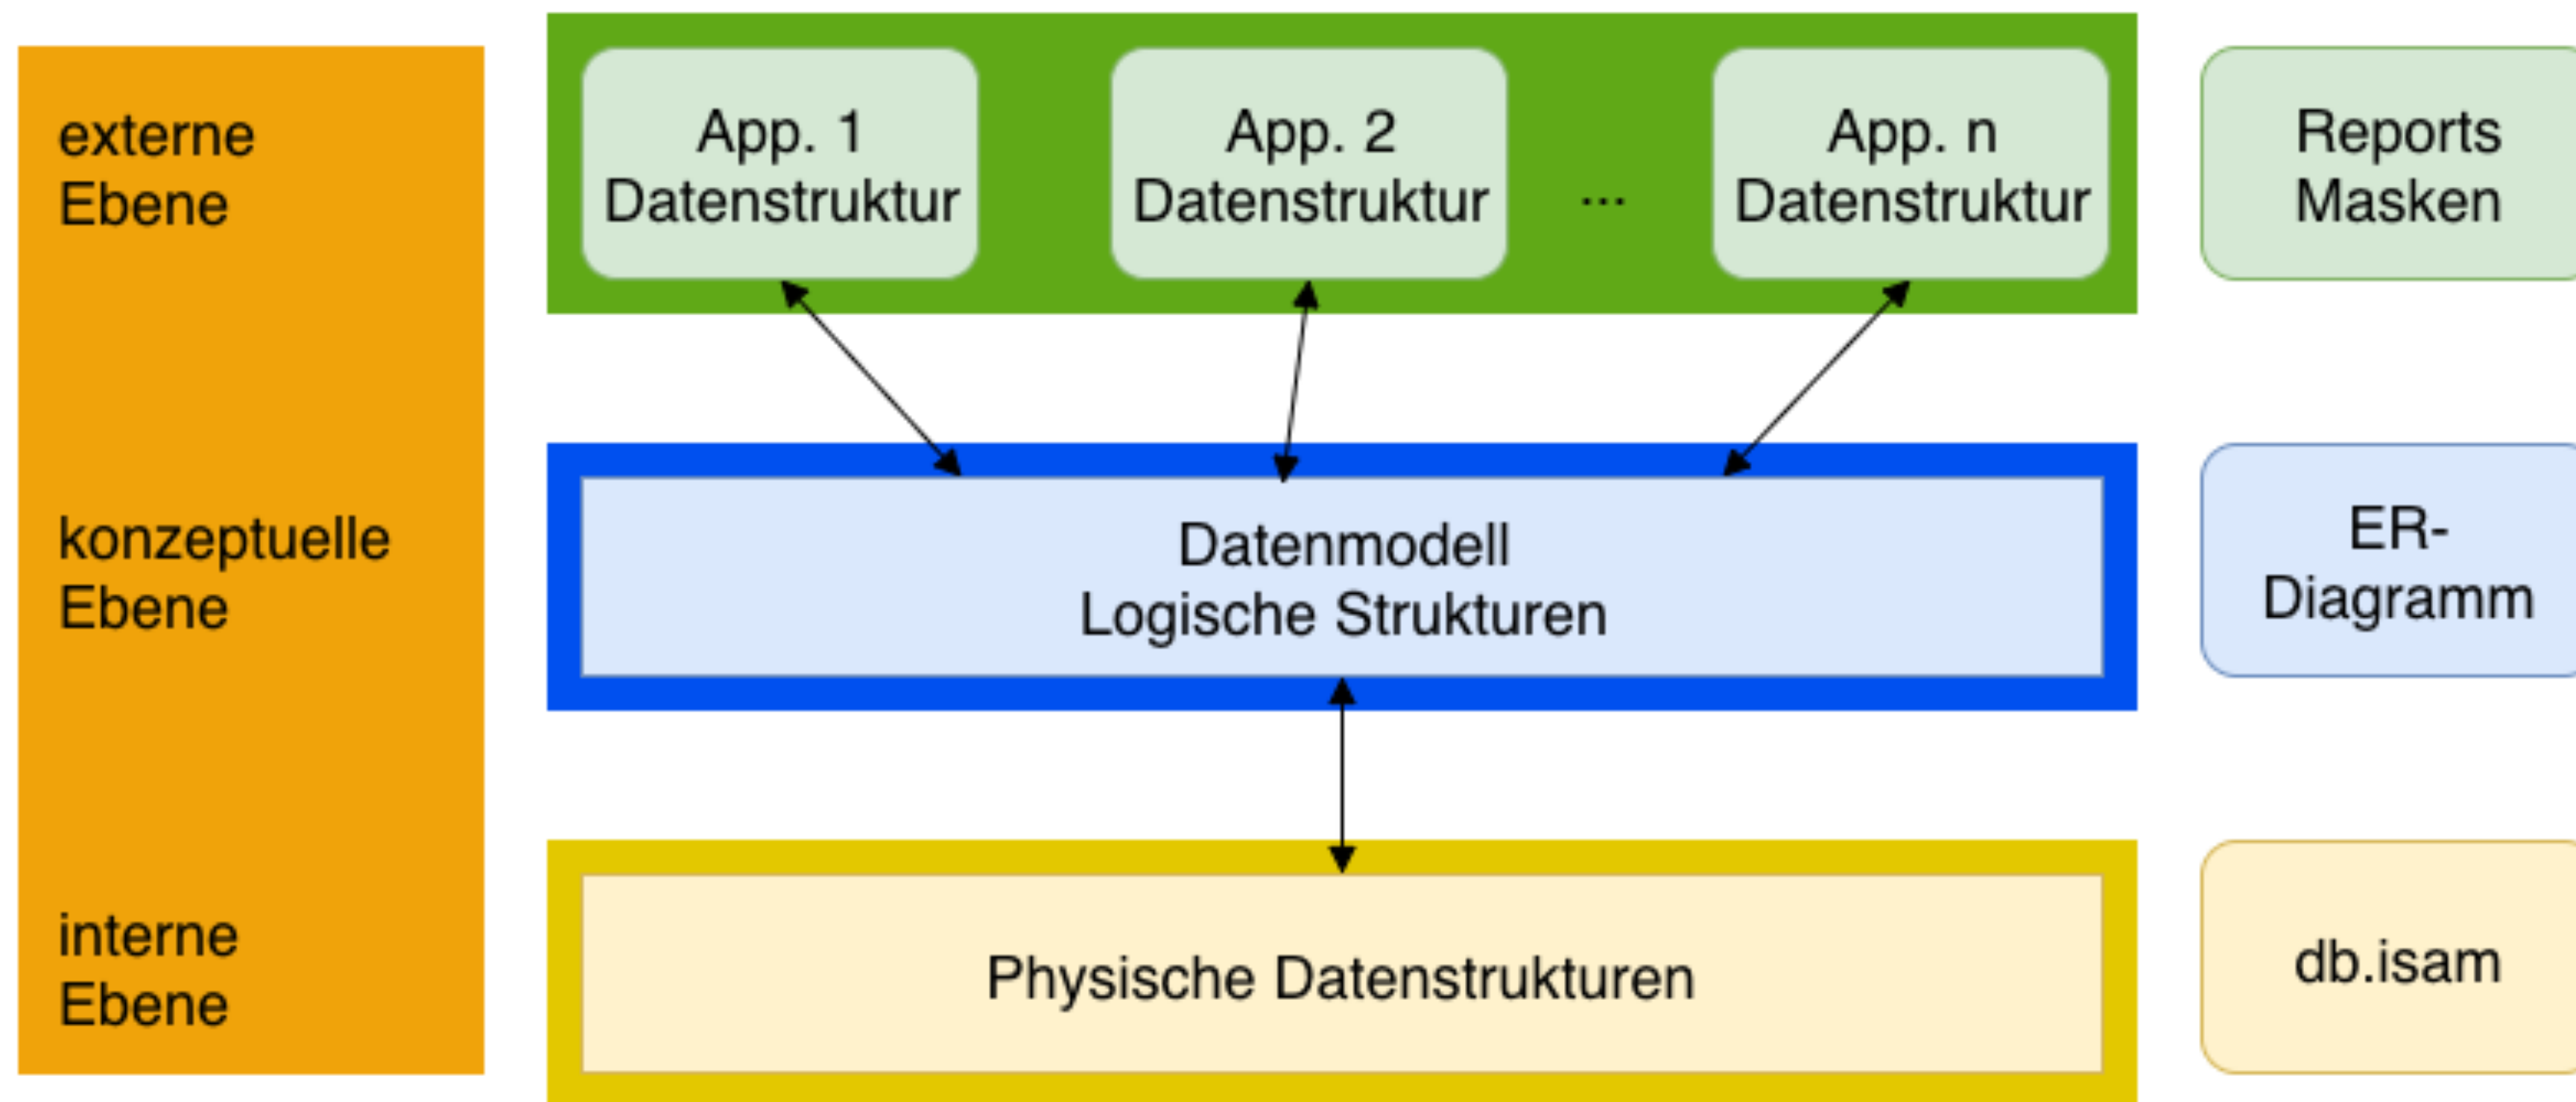 externe
Ebene
App. 1
Datenstruktur
App. 2
Datenstruktur
...
App. n
Datenstruktur
Reports
Masken
konzeptuelle
Ebene
Datenmodell
Logische Strukturen
ER-
Diagramm
interne
Ebene
Physische Datenstrukturen
db.isam